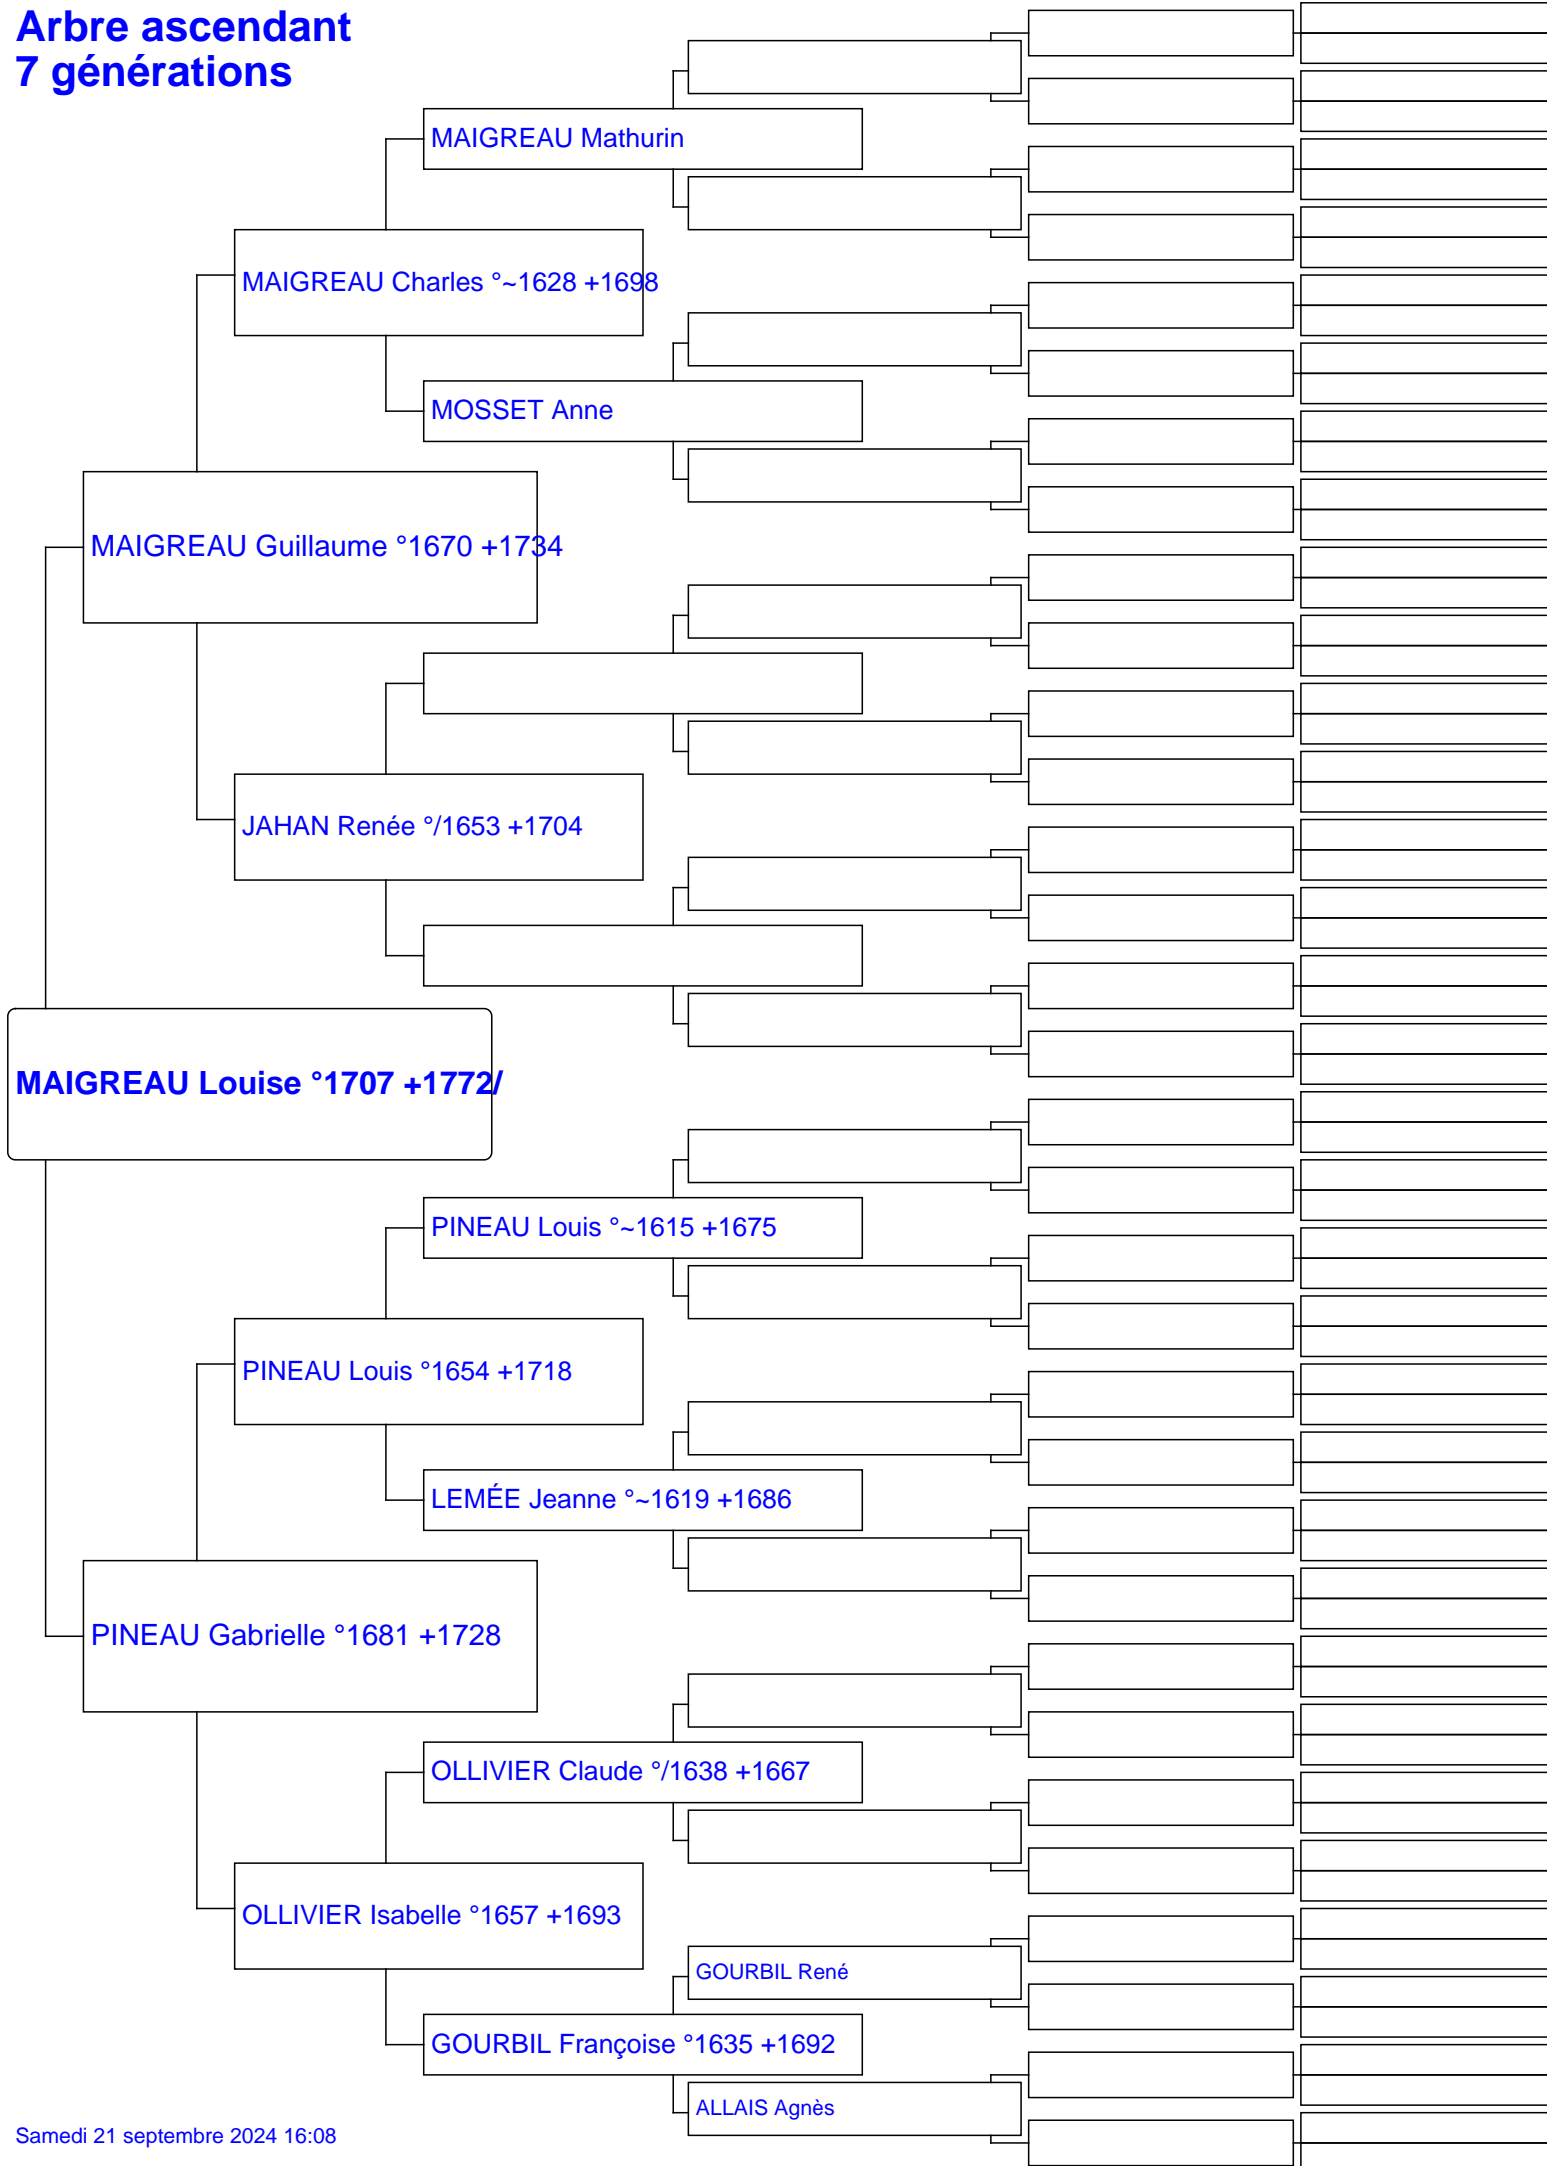 Arbre ascendant
7 générations
MAIGREAU Mathurin
MAIGREAU Charles °~1628 +1698
MOSSET Anne
MAIGREAU Guillaume °1670 +1734
JAHAN Renée °/1653 +1704
MAIGREAU Louise °1707 +1772/
PINEAU Louis °~1615 +1675
PINEAU Louis °1654 +1718
LEMÉE Jeanne °~1619 +1686
PINEAU Gabrielle °1681 +1728
OLLIVIER Claude °/1638 +1667
OLLIVIER Isabelle °1657 +1693
GOURBIL René
GOURBIL Françoise °1635 +1692
ALLAIS Agnès
Samedi 21 septembre 2024 16:08